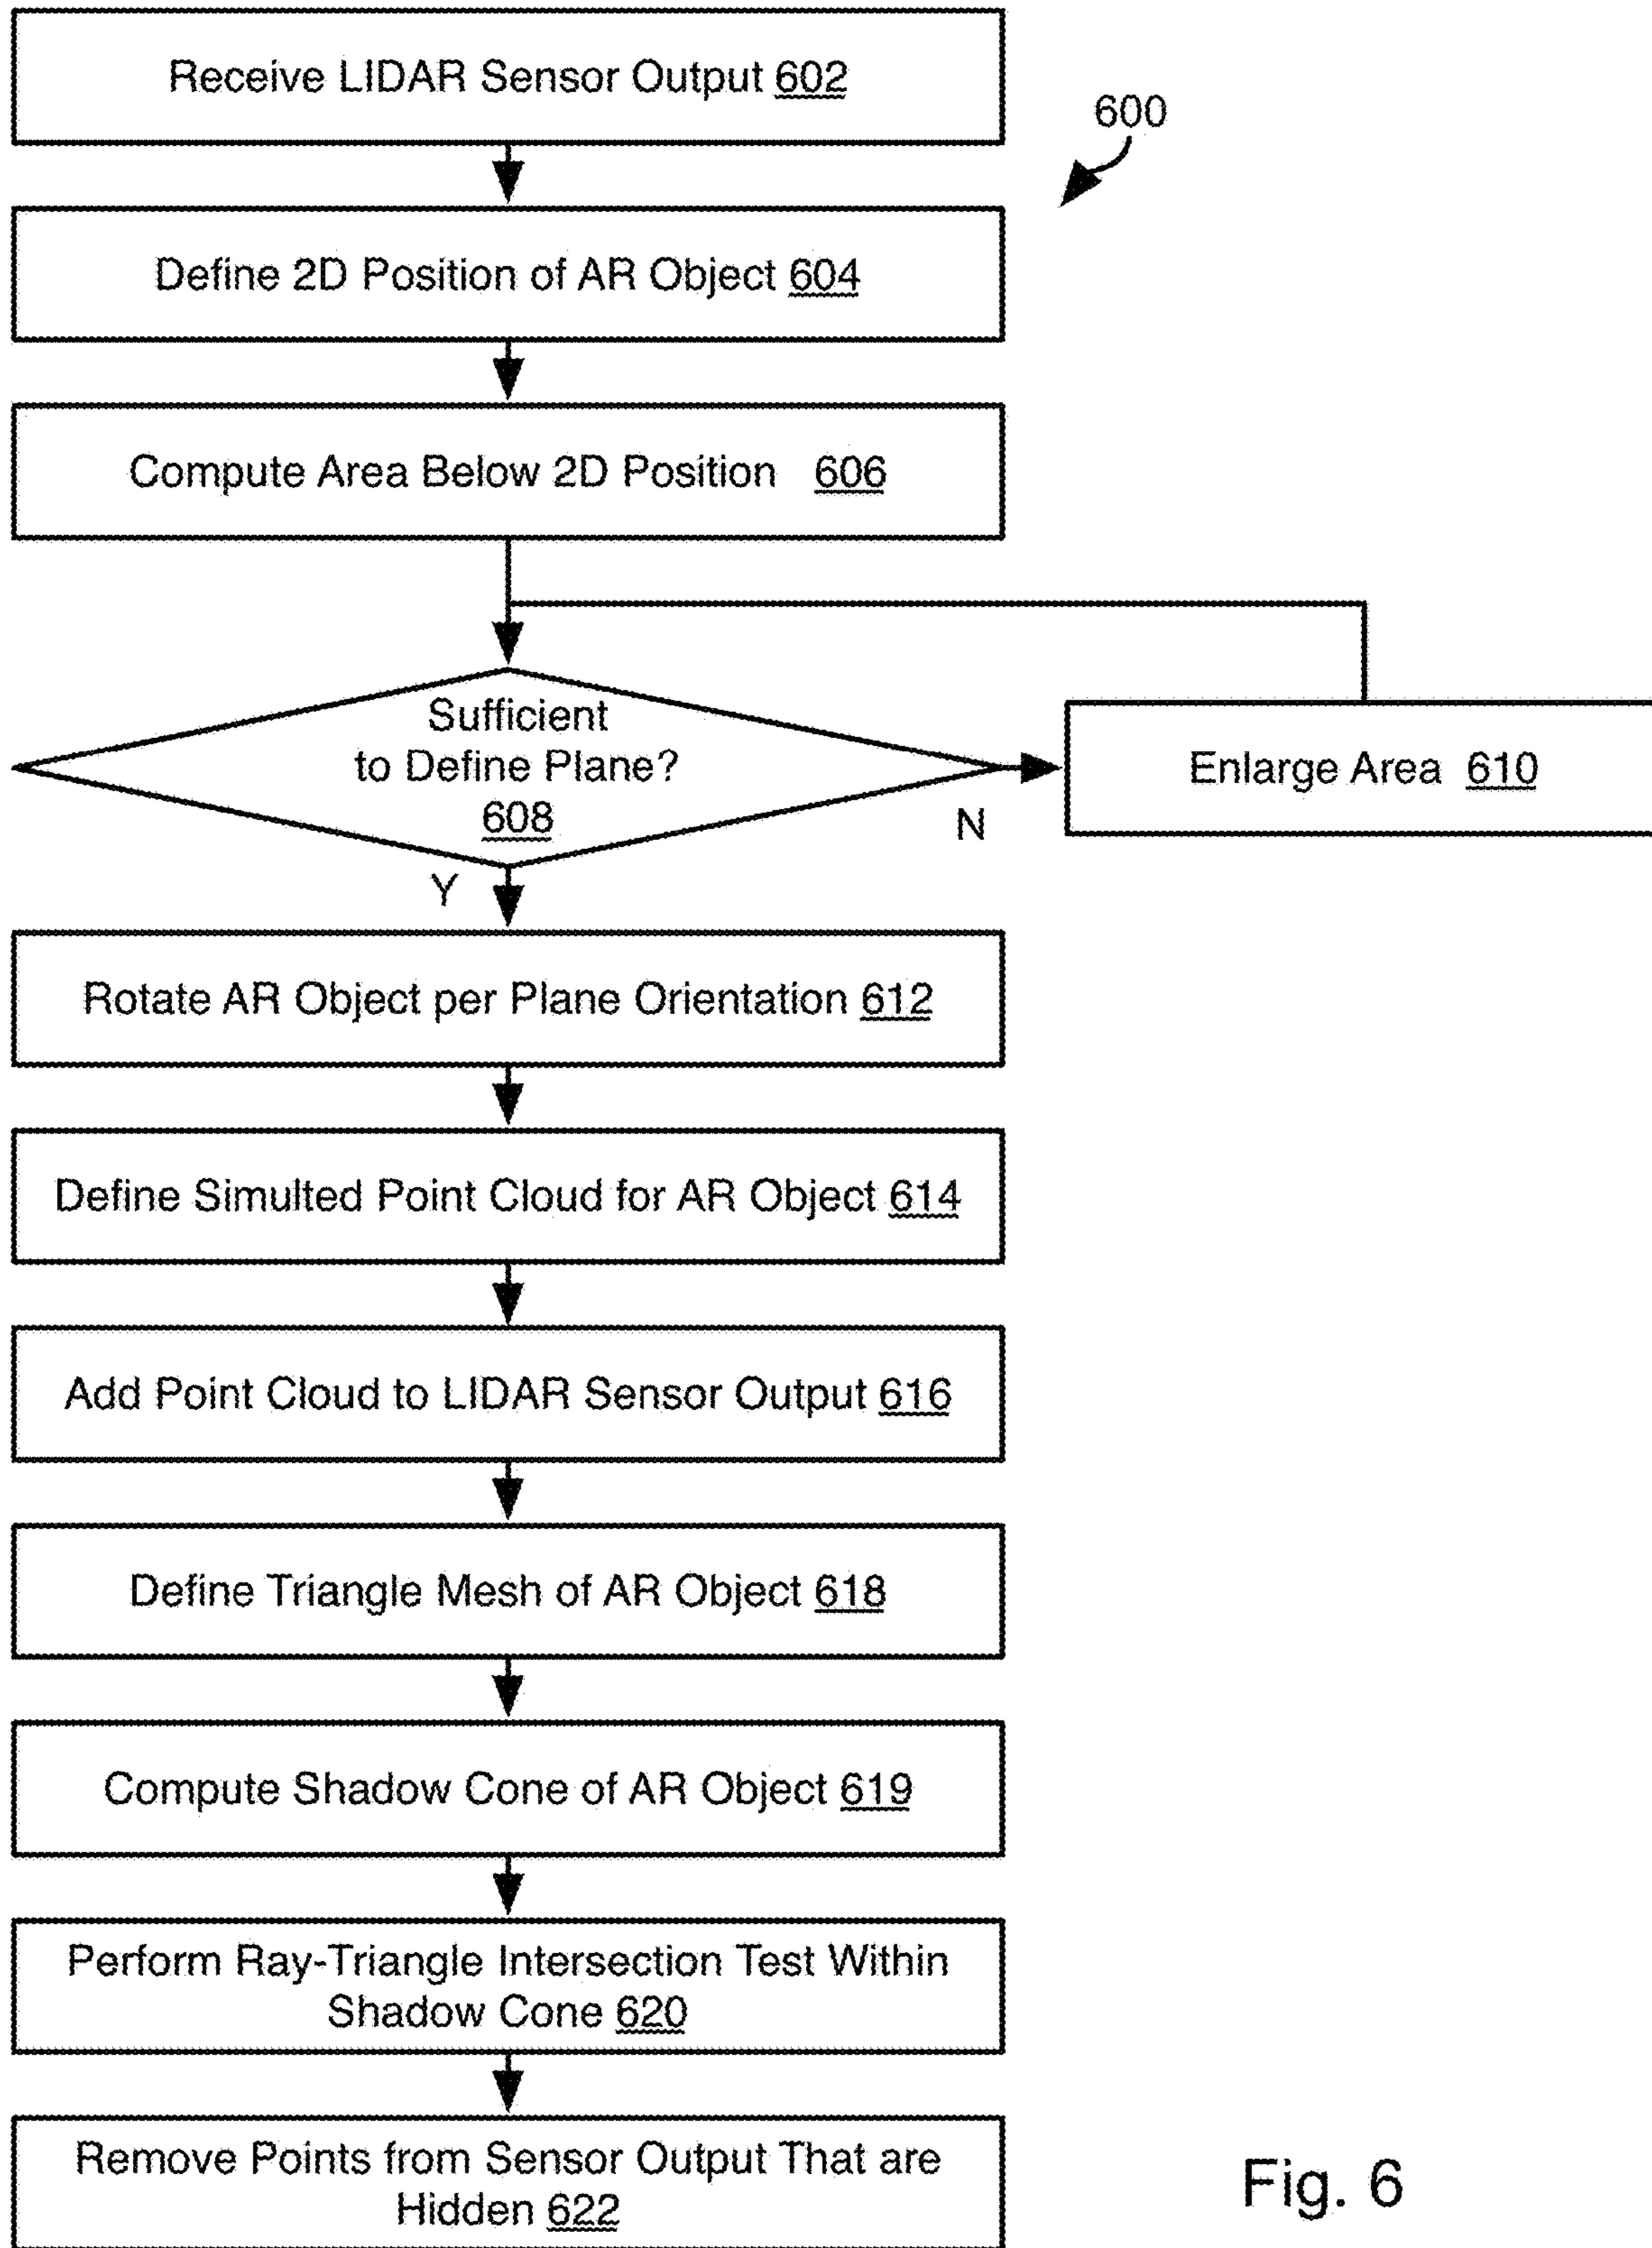 Receive LIDAR Sensor Output 602
600
Define 2D Position of AR Object 604
Compute Area Below 2D Position 606
Sufficient
to Define Plane?
608
N
Enlarge Area 610
Y
Rotate AR Object per Plane Orientation 612
Define Simulted Point Cloud for AR Object 614
Add Point Cloud to LIDAR Sensor Output 616
Define Triangle Mesh of AR Object 618
Compute Shadow Cone of AR Object 619
Perform Ray-Triangle Intersection Test Within
Shadow Cone 620
Remove Points from Sensor Output That are
Hidden 622
Fig. 6